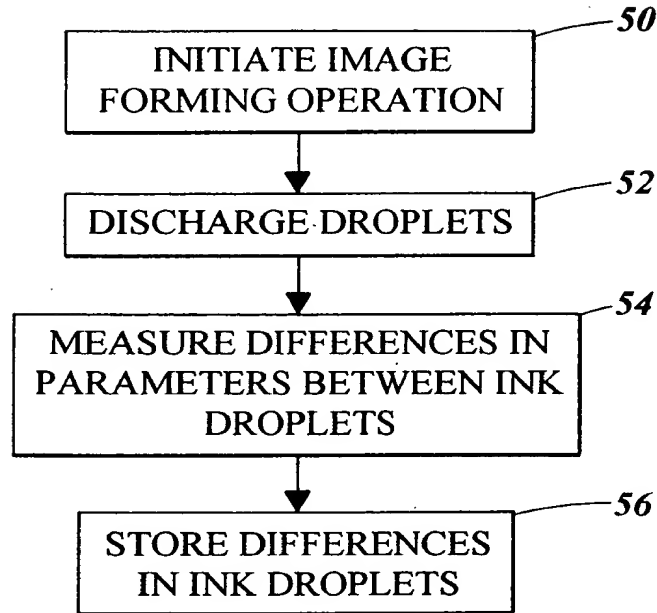 50
INITIATE IMAGE
FORMING OPERATION
52
DISCHARGE DROPLETS
54
MEASURE DIFFERENCES IN
PARAMETERS BETWEEN INK
DROPLETS
56
STORE DIFFERENCES
IN INK DROPLETS